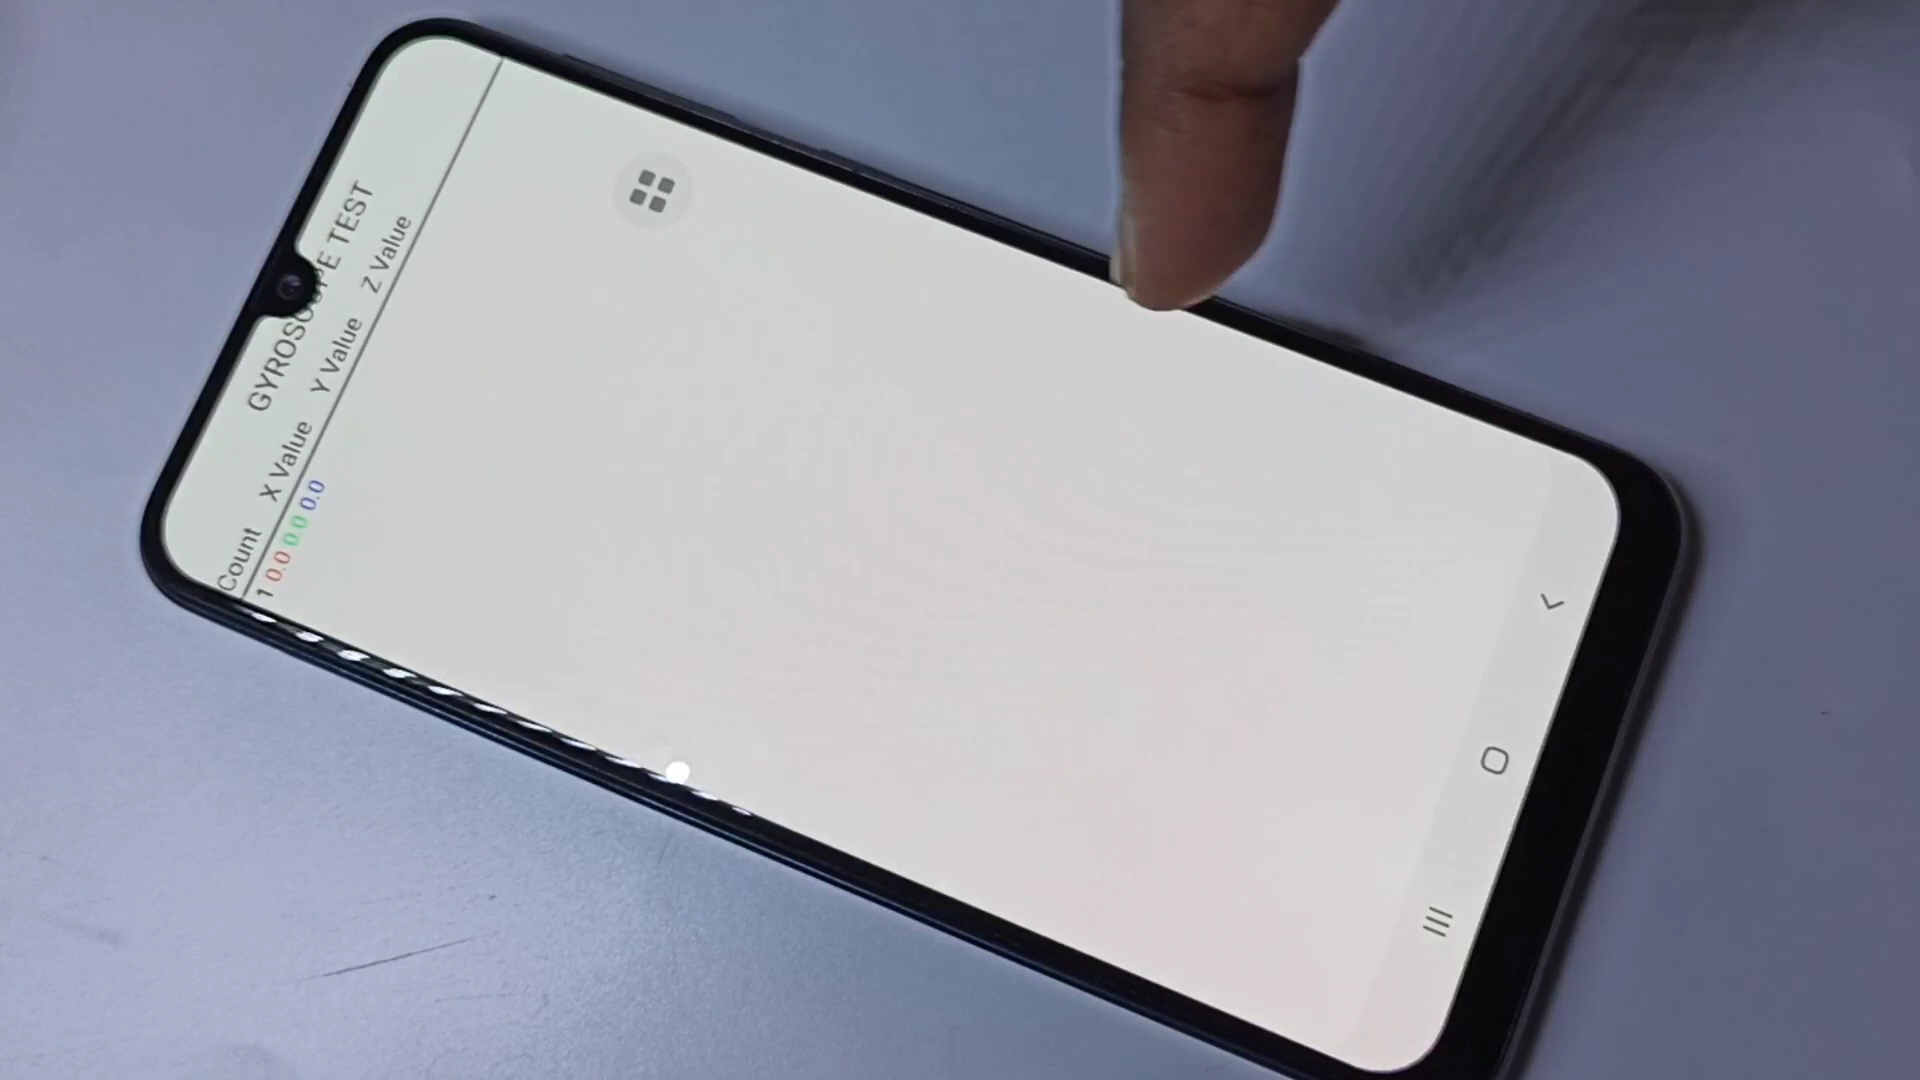 GYROSCOPE TEST
Count X Value Y Value Z Value
1 0.0 0.0 0.0